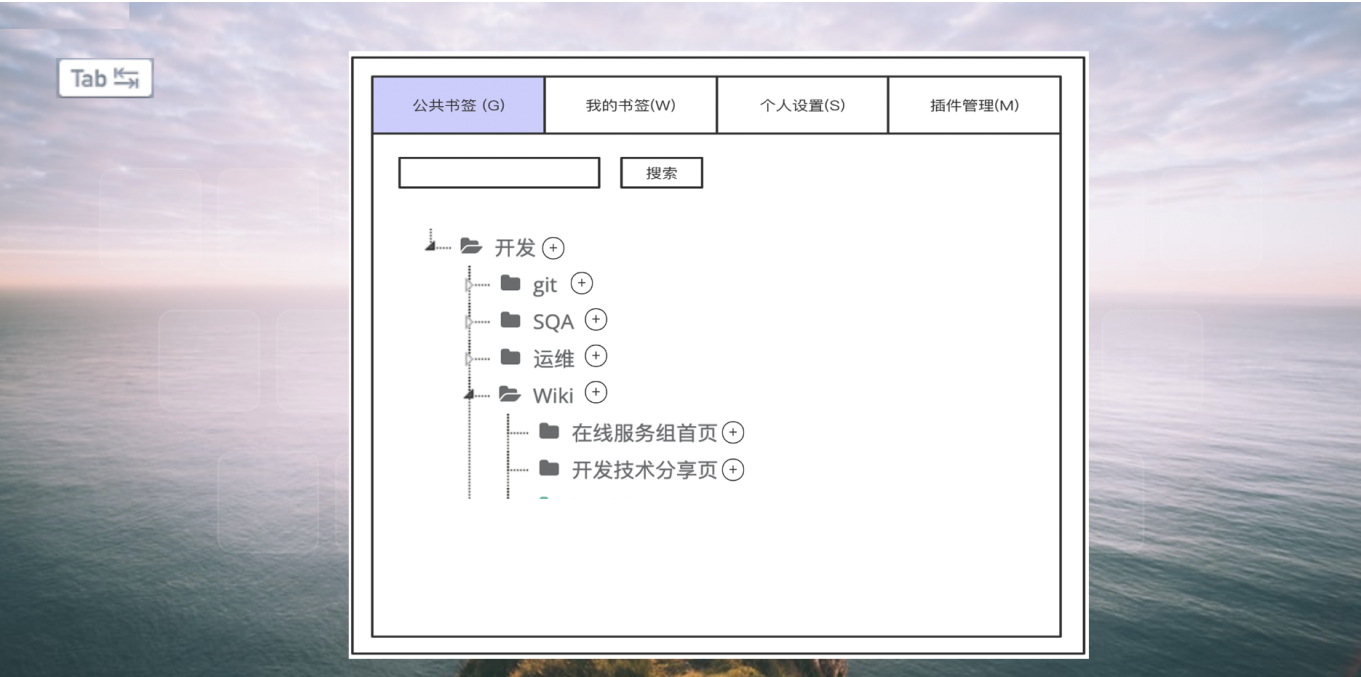 Tab
公共书签 (G)
我的书签(W)
个人设置(S)
插件管理(M)
搜索
开发
git
SQA
运维
Wiki
在线服务组首页
开发技术分享页